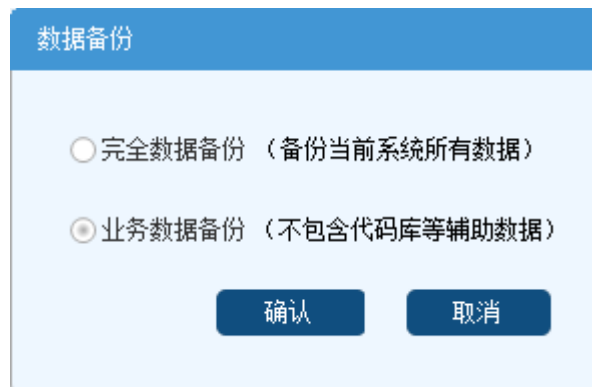 数据备份
完全数据备份 （备份当前系统所有数据）
业务数据备份 （不包含代码库等辅助数据）
确认 取消